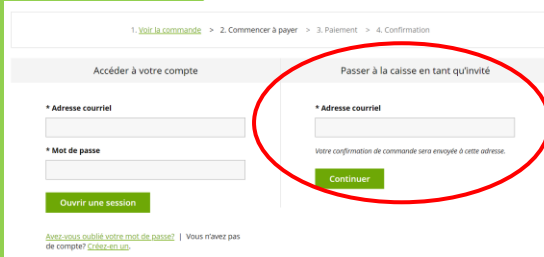 1. Voir la commande > 2. Commencer à payer > 3. Paiement > 4. Confirmation
Accéder à votre compte
* Adresse courriel
* Mot de passe
Ouvrir une session
Avez-vous oublié votre mot de passe? | Vous n'avez pas
de compte? Créez-en un.
Passer à la caisse en tant qu'invité
* Adresse courriel
Votre confirmation de commande sera envoyée à cette adresse.
Continuer